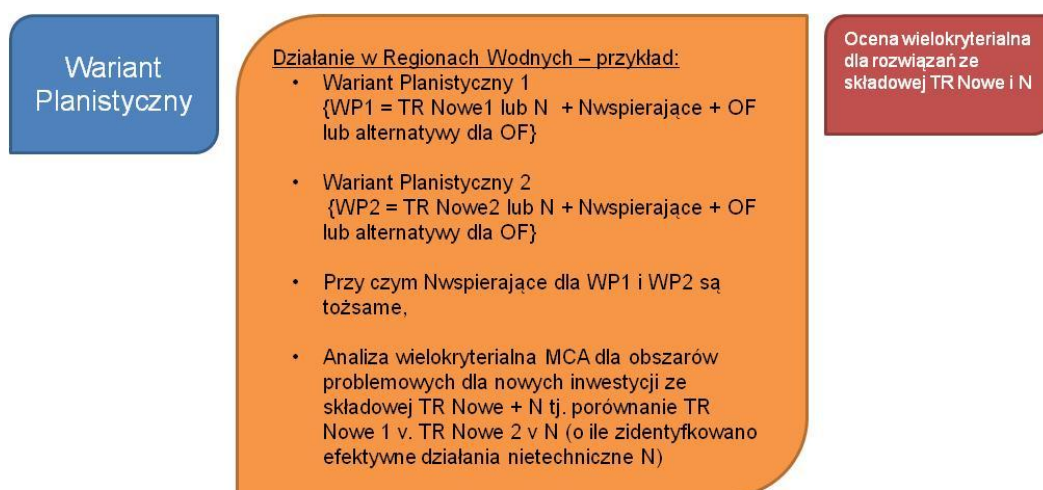 Wariant
Planistyczny
Działanie w Regionach Wodnych – przykład:
• Wariant Planistyczny 1
{WP1 = TR Nowe1 lub N + Nwspierające + OF
lub alternatywy dla OF}
• Wariant Planistyczny 2
{WP2 = TR Nowe2 lub N + Nwspierające + OF
lub alternatywy dla OF}
• Przy czym Nwspierające dla WP1 i WP2 są
tożsame,
• Analiza wielokryterialna MCA dla obszarów
problemowych dla nowych inwestycji ze
składowej TR Nowe + N tj. porównanie TR
Nowe 1 v. TR Nowe 2 v N (o ile zidentyfkowano
efektywne działania nietechniczne N)
Ocena wielokryterialna
dla rozwiązań ze
składowej TR Nowe i N